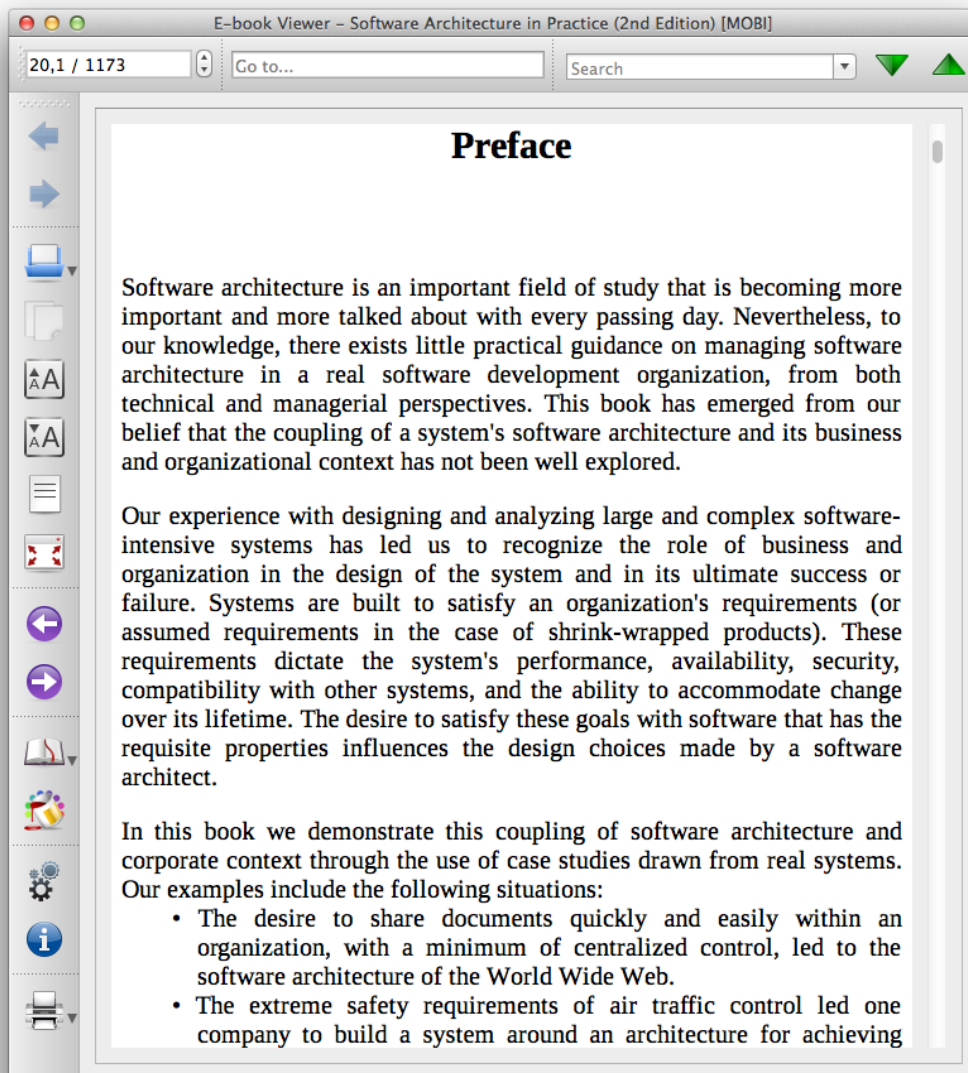 E-book Viewer – Software Architecture in Practice (2nd Edition) [MOBI]
20,1 / 1173
Go to...
Search
Preface
Software architecture is an important field of study that is becoming more
important and more talked about with every passing day. Nevertheless, to
our knowledge, there exists little practical guidance on managing software
architecture in a real software development organization, from both
technical and managerial perspectives. This book has emerged from our
belief that the coupling of a system's software architecture and its business
and organizational context has not been well explored.
Our experience with designing and analyzing large and complex software-
intensive systems has led us to recognize the role of business and
organization in the design of the system and in its ultimate success or
failure. Systems are built to satisfy an organization's requirements (or
assumed requirements in the case of shrink-wrapped products). These
requirements dictate the system's performance, availability, security,
compatibility with other systems, and the ability to accommodate change
over its lifetime. The desire to satisfy these goals with software that has the
requisite properties influences the design choices made by a software
architect.
In this book we demonstrate this coupling of software architecture and
corporate context through the use of case studies drawn from real systems.
Our examples include the following situations:
• The desire to share documents quickly and easily within an
organization, with a minimum of centralized control, led to the
software architecture of the World Wide Web.
• The extreme safety requirements of air traffic control led one
company to build a system around an architecture for achieving